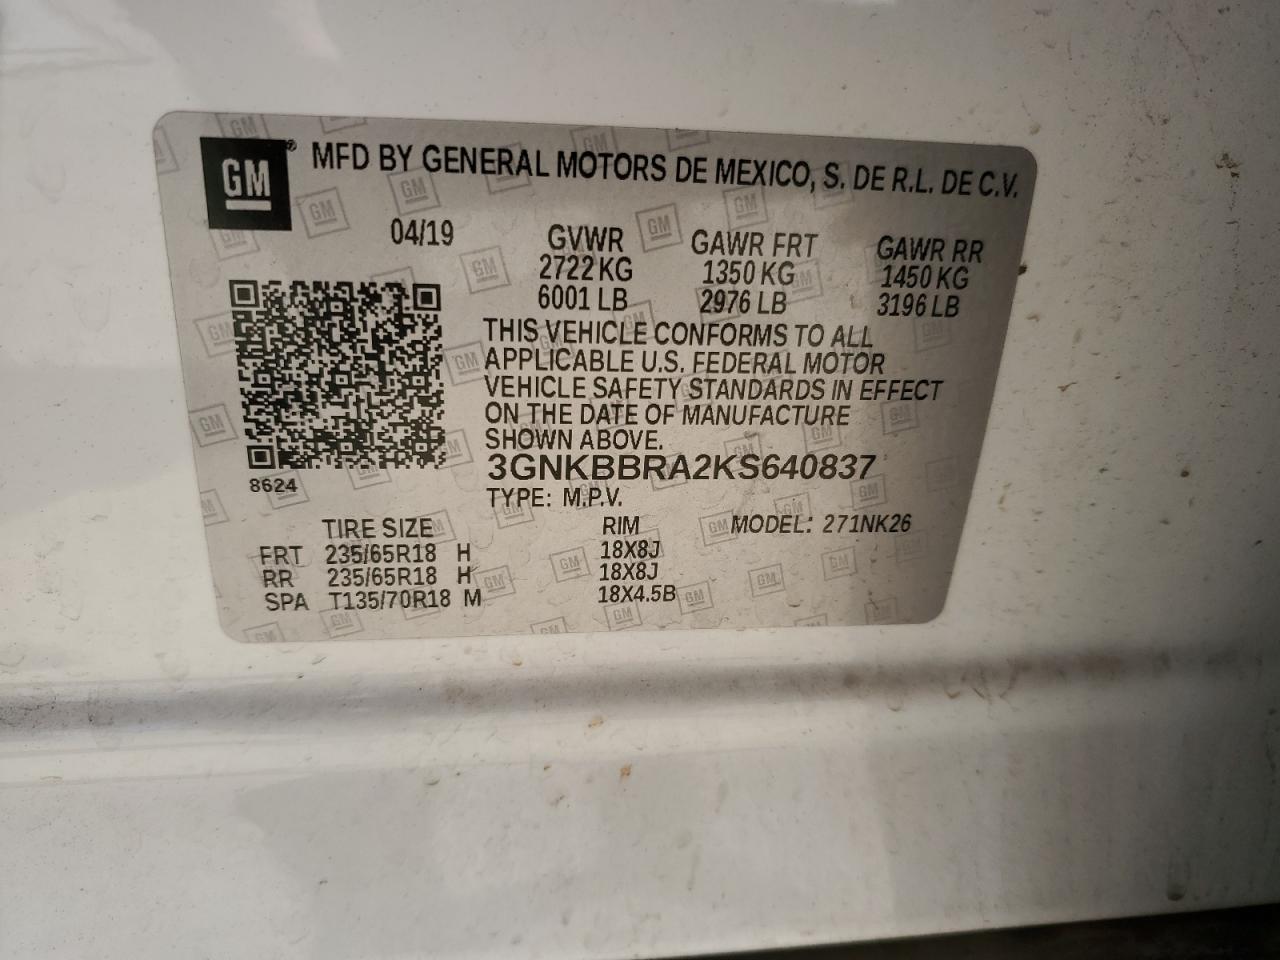 GM® MFD BY GENERAL MOTORS DE MEXICO, S. DE R.L. DE C.V.
04/19 GVWR GAWR FRT GAWR RR
2722 KG 1350 KG 1450 KG
6001 LB 2976 LB 3196 LB
THIS VEHICLE CONFORMS TO ALL
APPLICABLE U.S. FEDERAL MOTOR
VEHICLE SAFETY STANDARDS IN EFFECT
ON THE DATE OF MANUFACTURE
SHOWN ABOVE.
3GNKBBRA2KS640837
8624
TYPE: M.P.V.
TIRE SIZE RIM MODEL: 271NK26
FRT 235/65R18 H 18X8J
RR 235/65R18 H 18X8J
SPA T135/70R18 M 18X4.5B